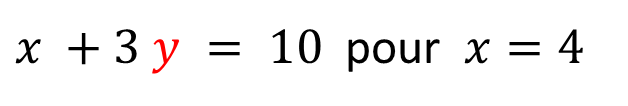 x + 3 y = 10 pour x = 4